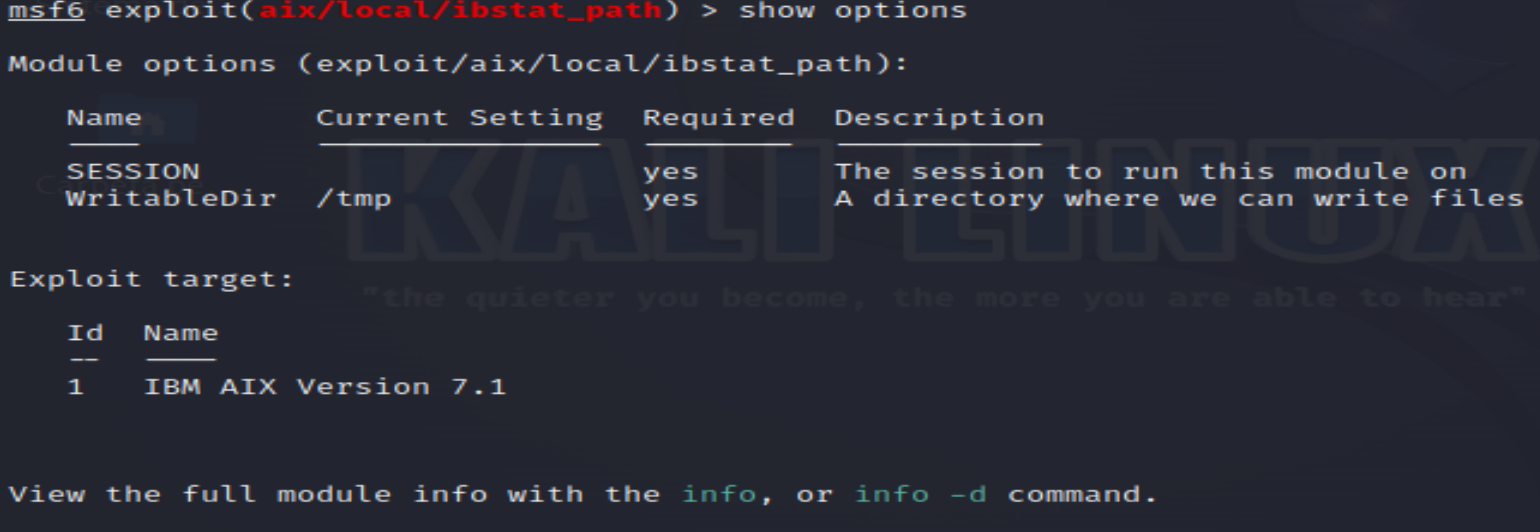 msf6 exploit(aix/local/ibstat_path) > show options
Module options (exploit/aix/local/ibstat_path):
Name Current Setting Required Description
SESSION yes The session to run this module on
WritableDir /tmp yes A directory where we can write files
KALI LINUX
Exploit target:
"the quieter you become, the more you are able to hear"
Id Name
-- ----
1 IBM AIX Version 7.1
View the full module info with the info, or info -d command.